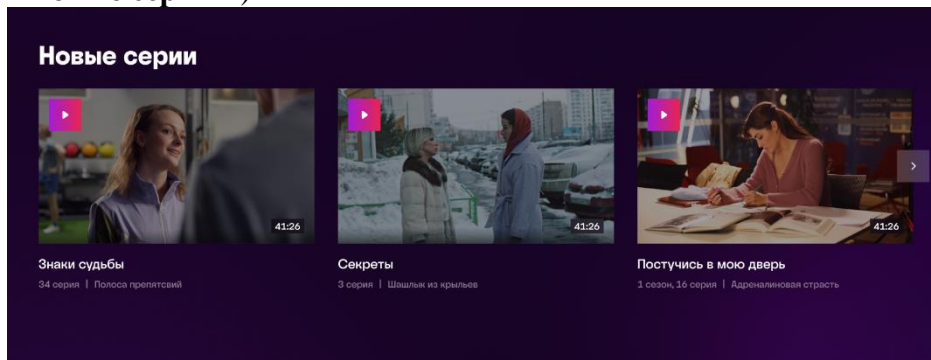 Новые серии
41:26
41:26
41:26
Знаки судьбы
Секреты
Постучись в мою дверь
34 серия | Полоса препятсвий
3 серия | Шашлык из крыльев
1 сезон, 16 серия | Адреналиновая страсть